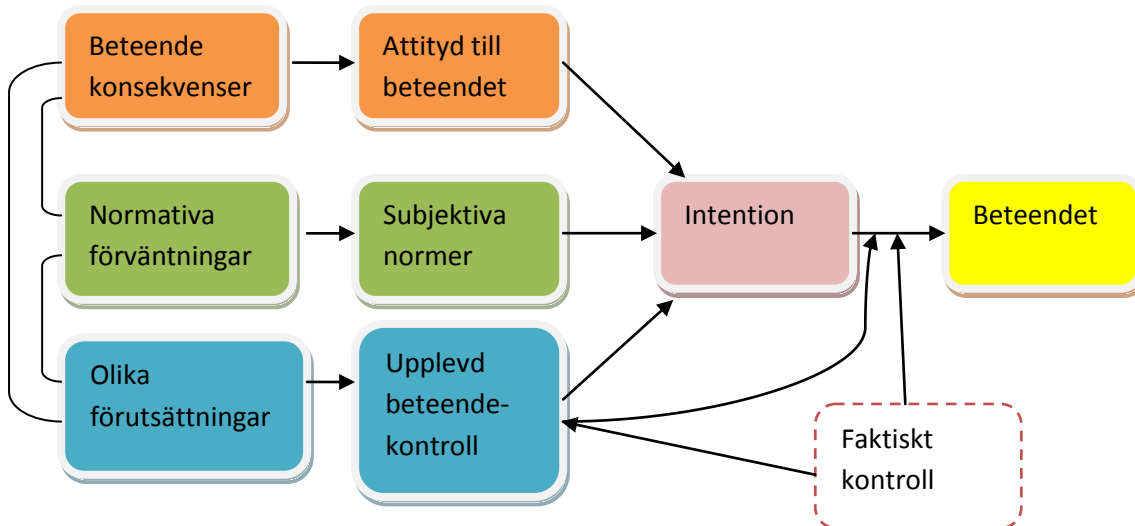 Beteende
konsekvenser
Attityd till
beteendet
Normativa
förväntningar
Subjektiva
normer
Intention
Beteendet
Olika
förutsättningar
Upplevd
beteende-
kontroll
Faktiskt
kontroll